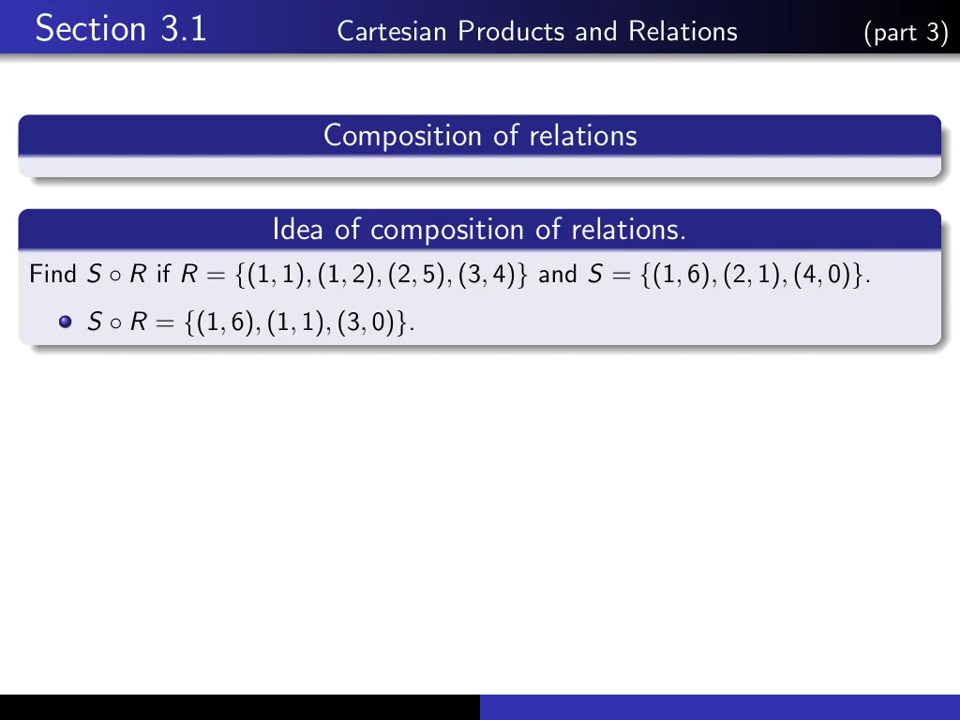 Section 3.1 Cartesian Products and Relations (part 3)
Composition of relations
Idea of composition of relations.
Find S ∘ R if R = {(1, 1), (1, 2), (2, 5), (3, 4)} and S = {(1, 6), (2, 1), (4, 0)}.
S ∘ R = {(1, 6), (1, 1), (3, 0)}.